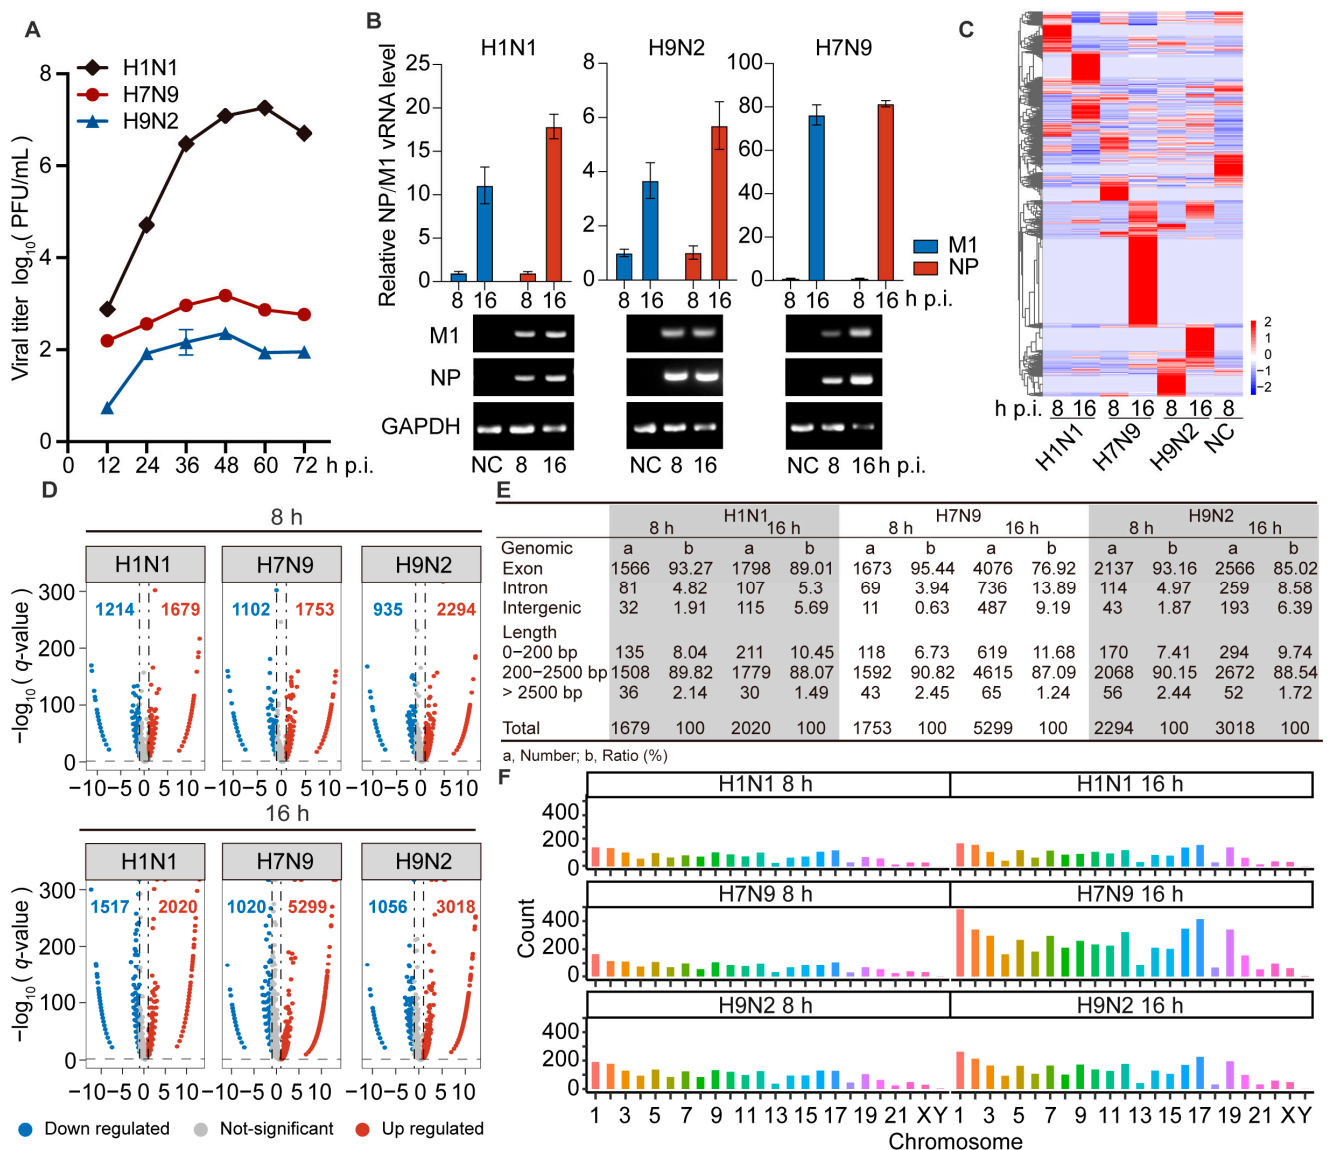 A
H1N1
H7N9
H9N2
Viral titer log10( PFU/mL)
8
6
4
2
0
0 12 24 36 48 60 72 h p.i.
B
H1N1 H9N2 H7N9
Relative NP/M1 vRNA level
25
20
15
10
5
0
8
6
4
2
0
100
80
60
40
20
0
M1
NP
8 16 8 16 8 16 8 16 8 16 8 16 h p.i.
M1
NP
GAPDH
NC 8 16 NC 8 16 NC 8 16 h p.i.
C
2
1
0
−1
−2
h p.i. 8 16 8 16 8 16 8
H1N1 H7N9 H9N2 NC
D
8 h
H1N1 H7N9 H9N2
−log10 ( q-value)
300
200
100
0
1214 1679 1102 1753 935 2294
−10 −5 0 5 10 −10 −5 0 5 10 −10 −5 0 5 10
16 h
H1N1 H7N9 H9N2
−log10 ( q-value)
300
200
100
0
1517 2020 1020 5299 1056 3018
−10 −5 0 5 10 −10 −5 0 5 10 −10 −5 0 5 10
Down regulated Not-significant Up regulated
E
H1N1 H7N9 H9N2
8 h 16 h 8 h 16 h 8 h 16 h
Genomic a b a b a b a b a b a b
Exon 1566 93.27 1798 89.01 1673 95.44 4076 76.92 2137 93.16 2566 85.02
Intron 81 4.82 107 5.3 69 3.94 736 13.89 114 4.97 259 8.58
Intergenic 32 1.91 115 5.69 11 0.63 487 9.19 43 1.87 193 6.39
Length
0−200 bp 135 8.04 211 10.45 118 6.73 619 11.68 170 7.41 294 9.74
200−2500 bp 1508 89.82 1779 88.07 1592 90.82 4615 87.09 2068 90.15 2672 88.54
> 2500 bp 36 2.14 30 1.49 43 2.45 65 1.24 56 2.44 52 1.72
Total 1679 100 2020 100 1753 100 5299 100 2294 100 3018 100
a, Number; b, Ratio (%)
F
H1N1 8 h H1N1 16 h
400
200
0
H7N9 8 h H7N9 16 h
Count
400
200
0
H9N2 8 h H9N2 16 h
400
200
0
1 3 5 7 9 11 13 15 17 19 21 XY 1 3 5 7 9 11 13 15 17 19 21 XY
Chromosome